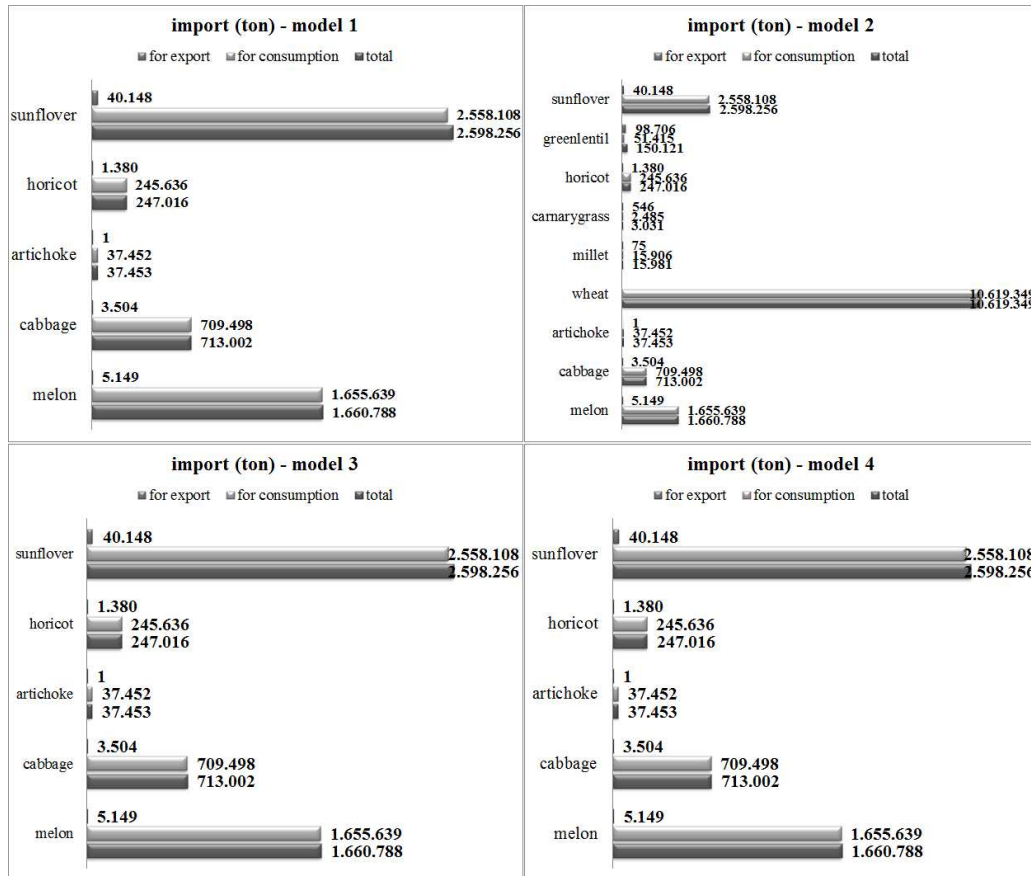 import (ton) - model 1
for export for consumption total
sunflover
40.148
2.558.108
2.598.256
horicot
1.380
245.636
247.016
artichoke
1
37.452
37.453
cabbage
3.504
709.498
713.002
melon
5.149
1.655.639
1.660.788
import (ton) - model 2
for export for consumption total
sunflover
40.148
2.558.108
2.598.256
greenlentil
98.706
51.415
150.121
horicot
1.380
245.636
247.016
carnarygrass
546
2.485
3.031
millet
75
15.906
15.981
wheat
10.619.349
10.619.349
artichoke
1
37.452
37.453
cabbage
3.504
709.498
713.002
melon
5.149
1.655.639
1.660.788
import (ton) - model 3
for export for consumption total
sunflover
40.148
2.558.108
2.598.256
horicot
1.380
245.636
247.016
artichoke
1
37.452
37.453
cabbage
3.504
709.498
713.002
melon
5.149
1.655.639
1.660.788
import (ton) - model 4
for export for consumption total
sunflover
40.148
2.558.108
2.598.256
horicot
1.380
245.636
247.016
artichoke
1
37.452
37.453
cabbage
3.504
709.498
713.002
melon
5.149
1.655.639
1.660.788